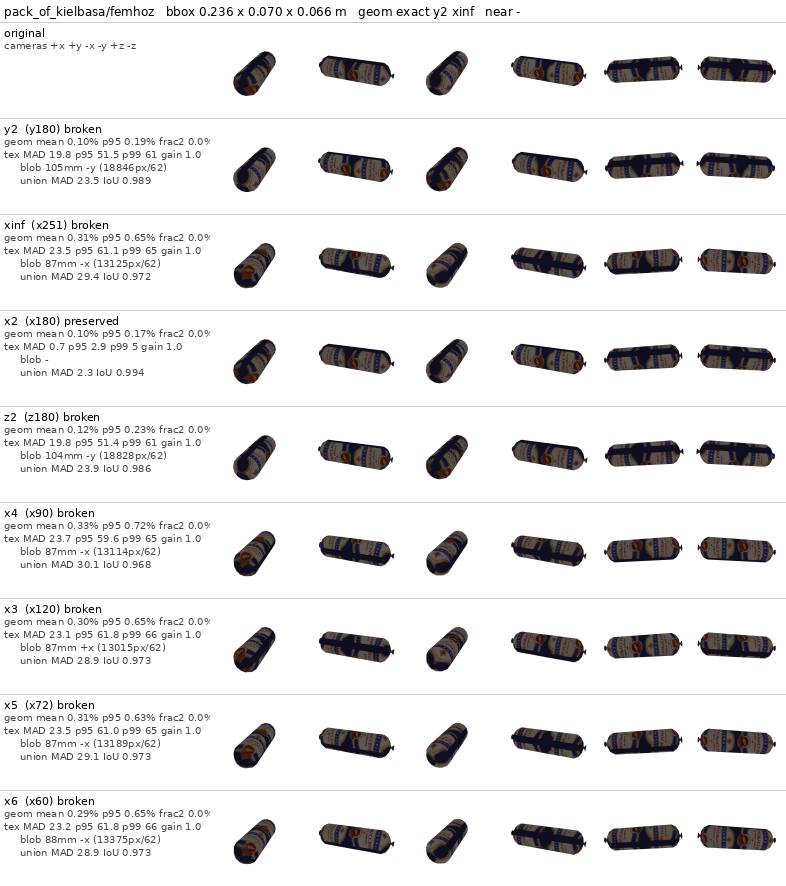 pack_of_kielbasa/femhoz   bbox 0.236 x 0.070 x 0.066 m   geom exact y2 xinf   near -
original
cameras +x +y -x -y +z -z
y2  (y180) broken
geom mean 0.10% p95 0.19% frac2 0.0%
tex MAD 19.8 p95 51.5 p99 61 gain 1.0
blob 105mm -y (18846px/62)
union MAD 23.5 IoU 0.989
xinf  (x251) broken
geom mean 0.31% p95 0.65% frac2 0.0%
tex MAD 23.5 p95 61.1 p99 65 gain 1.0
blob 87mm -x (13125px/62)
union MAD 29.4 IoU 0.972
x2  (x180) preserved
geom mean 0.10% p95 0.17% frac2 0.0%
tex MAD 0.7 p95 2.9 p99 5 gain 1.0
blob -
union MAD 2.3 IoU 0.994
z2  (z180) broken
geom mean 0.12% p95 0.23% frac2 0.0%
tex MAD 19.8 p95 51.4 p99 61 gain 1.0
blob 104mm -y (18828px/62)
union MAD 23.9 IoU 0.986
x4  (x90) broken
geom mean 0.33% p95 0.72% frac2 0.0%
tex MAD 23.7 p95 59.6 p99 65 gain 1.0
blob 87mm -x (13114px/62)
union MAD 30.1 IoU 0.968
x3  (x120) broken
geom mean 0.30% p95 0.65% frac2 0.0%
tex MAD 23.1 p95 61.8 p99 66 gain 1.0
blob 87mm +x (13015px/62)
union MAD 28.9 IoU 0.973
x5  (x72) broken
geom mean 0.31% p95 0.63% frac2 0.0%
tex MAD 23.5 p95 61.0 p99 65 gain 1.0
blob 87mm -x (13189px/62)
union MAD 29.1 IoU 0.973
x6  (x60) broken
geom mean 0.29% p95 0.65% frac2 0.0%
tex MAD 23.2 p95 61.8 p99 66 gain 1.0
blob 88mm -x (13375px/62)
union MAD 28.9 IoU 0.973